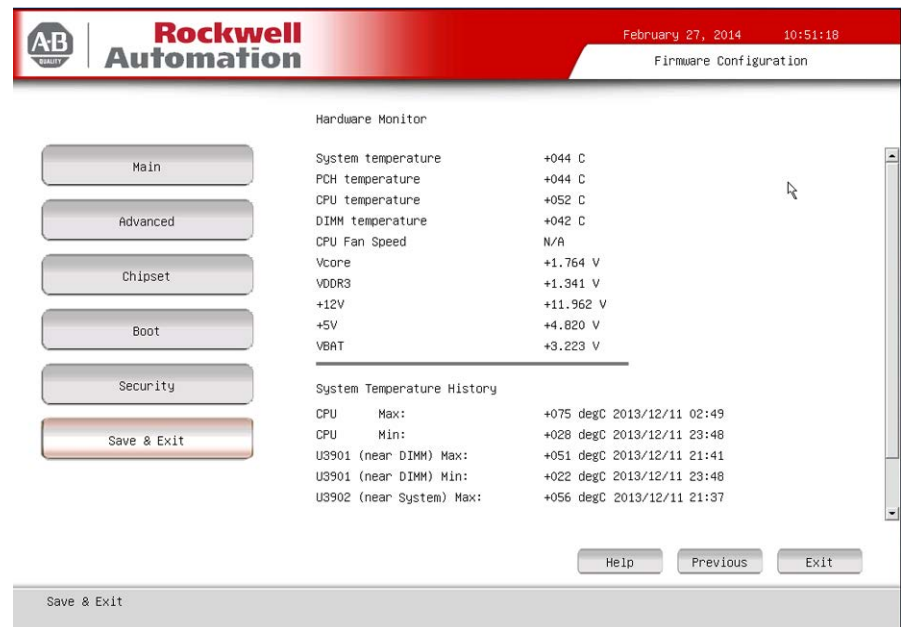 A-B
QUALITY
Rockwell
Automation
February 27, 2014 10:51:18
Firmware Configuration
Main
Advanced
Chipset
Boot
Security
Save & Exit
Hardware Monitor
System temperature +044 C
PCH temperature +044 C
CPU temperature +052 C
DIMM temperature +042 C
CPU Fan Speed N/A
Vcore +1.764 V
VDDR3 +1.341 V
+12V +11.962 V
+5V +4.820 V
VBAT +3.223 V
System Temperature History
CPU Max: +075 degC 2013/12/11 02:49
CPU Min: +028 degC 2013/12/11 23:48
U3901 (near DIMM) Max: +051 degC 2013/12/11 21:41
U3901 (near DIMM) Min: +022 degC 2013/12/11 23:48
U3902 (near System) Max: +056 degC 2013/12/11 21:37
Help Previous Exit
Save & Exit